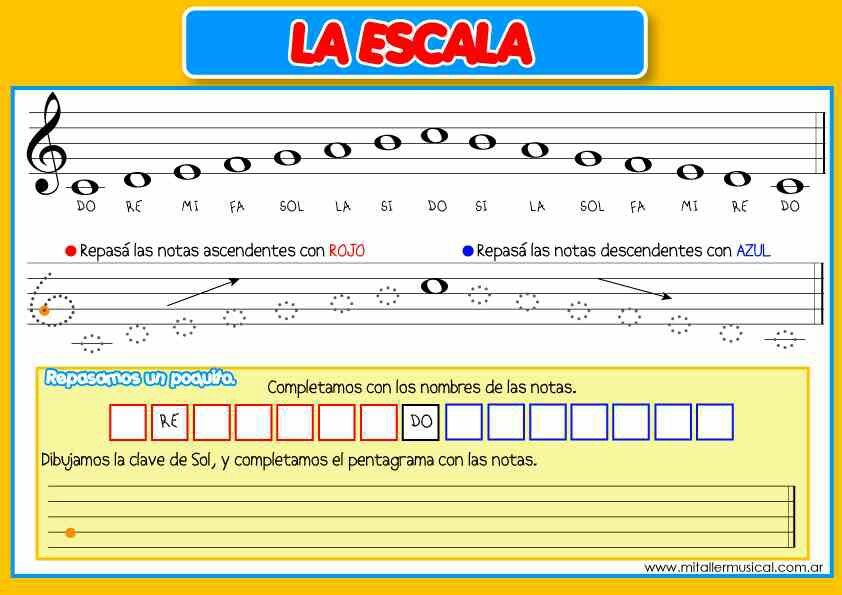 LA ESCALA
DO RE MI FA SOL LA SI DO SI LA SOL FA MI RE DO
Repasá las notas ascendentes con ROJO
Repasá las notas descendentes con AZUL
Repasamos un poquito.
Completamos con los nombres de las notas.
RE DO
Dibujamos la clave de Sol, y completamos el pentagrama con las notas.
www.mitallermusical.com.ar